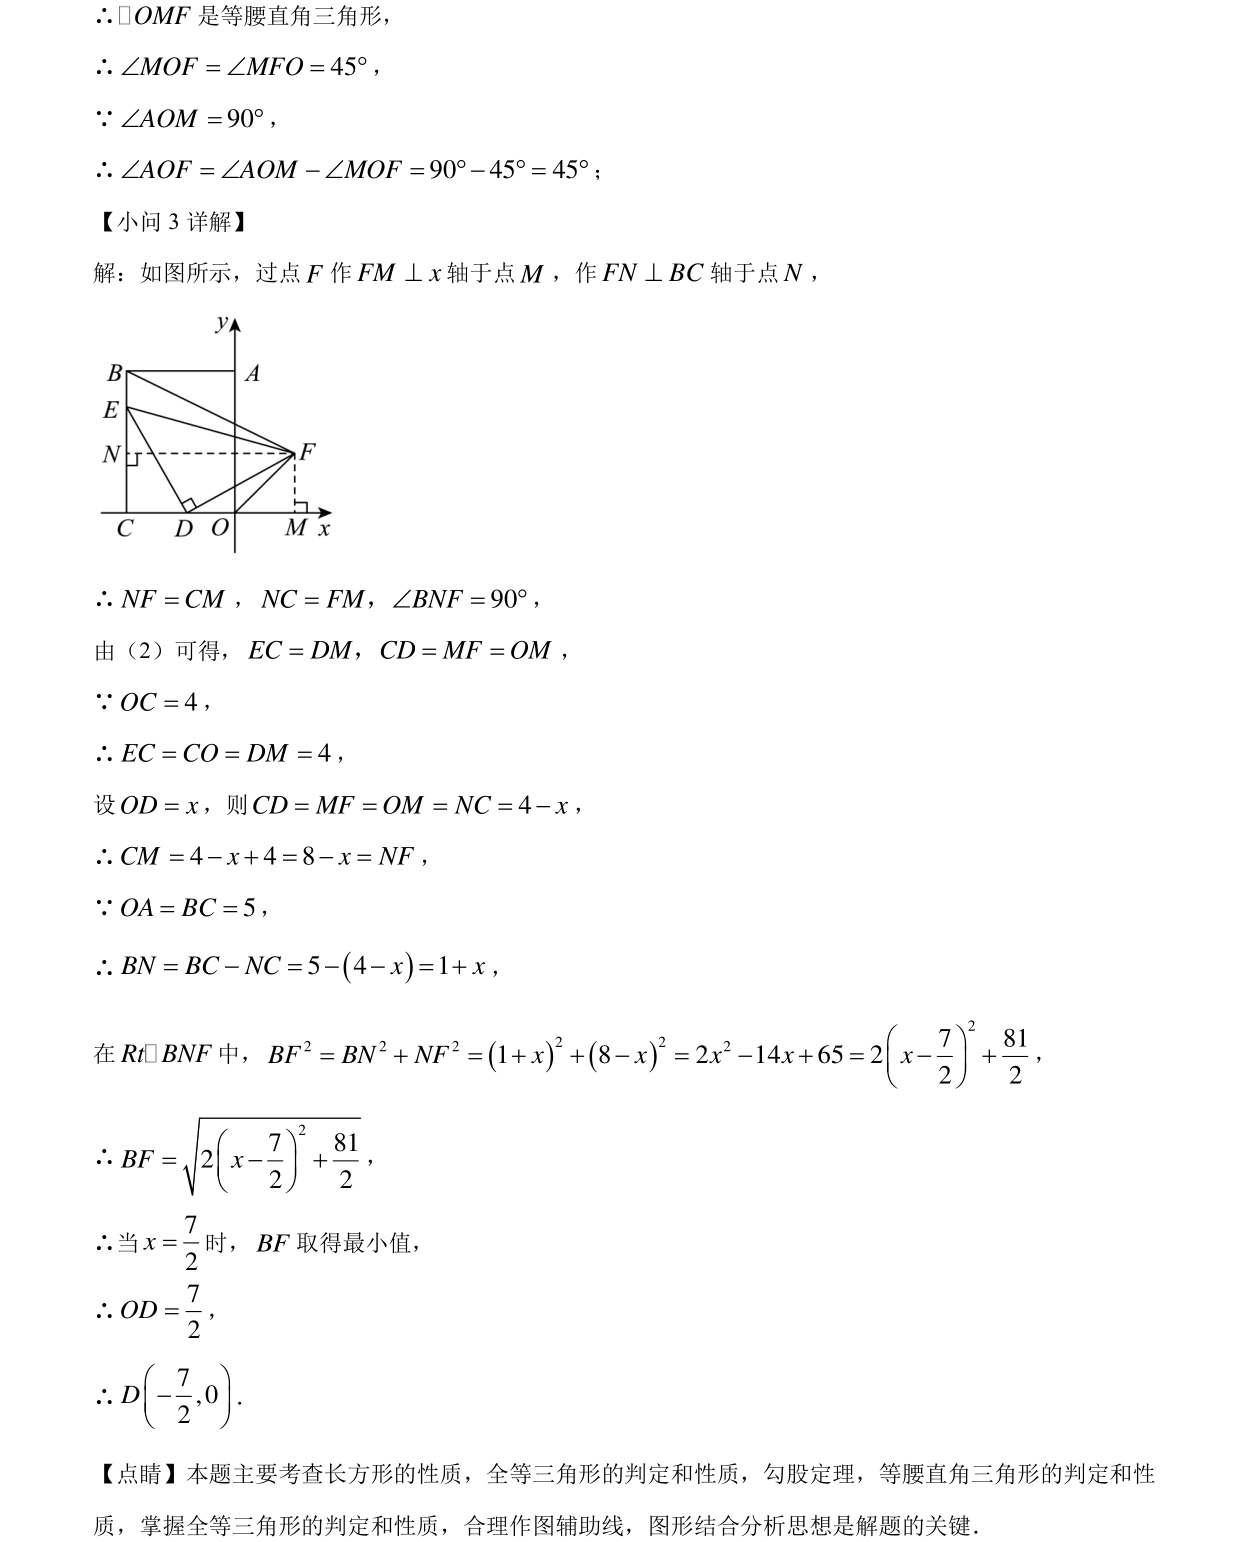 ∴□OMF 是等腰直角三角形，
∴∠MOF = ∠MFO = 45°，
∵∠AOM = 90°，
∴∠AOF = ∠AOM − ∠MOF = 90° − 45° = 45°；
【小问 3 详解】
解：如图所示，过点 F 作 FM ⊥ x 轴于点 M ，作 FN ⊥ BC 轴于点 N ，
y
B A
E
N F
C D O M x
∴ NF = CM ， NC = FM，∠BNF = 90°，
由（2）可得， EC = DM，CD = MF = OM ，
∵OC = 4，
∴EC = CO = DM = 4，
设OD = x，则CD = MF = OM = NC = 4 − x，
∴CM = 4 − x + 4 = 8 − x = NF，
∵OA = BC = 5，
∴BN = BC − NC = 5 − (4 − x) = 1 + x，
在 Rt□BNF 中， BF² = BN² + NF² = (1 + x)² + (8 − x)² = 2x² − 14x + 65 = 2(x − 7/2)² + 81/2，
∴BF = √(2(x − 7/2)² + 81/2)，
∴当 x = 7/2 时， BF 取得最小值，
∴OD = 7/2，
∴D(−7/2,0)．
【点睛】本题主要考查长方形的性质，全等三角形的判定和性质，勾股定理，等腰直角三角形的判定和性
质，掌握全等三角形的判定和性质，合理作图辅助线，图形结合分析思想是解题的关键．